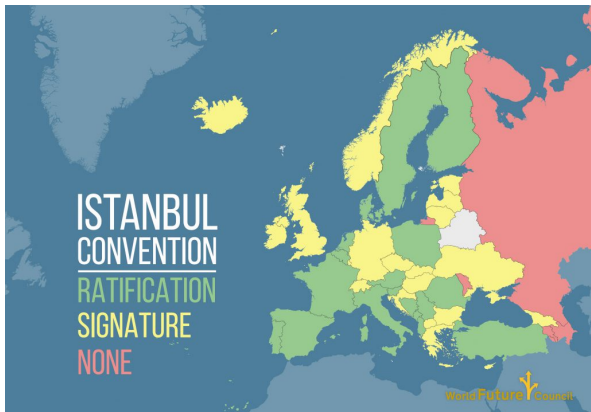 ISTANBUL
CONVENTION
RATIFICATION
SIGNATURE
NONE
World Future Council